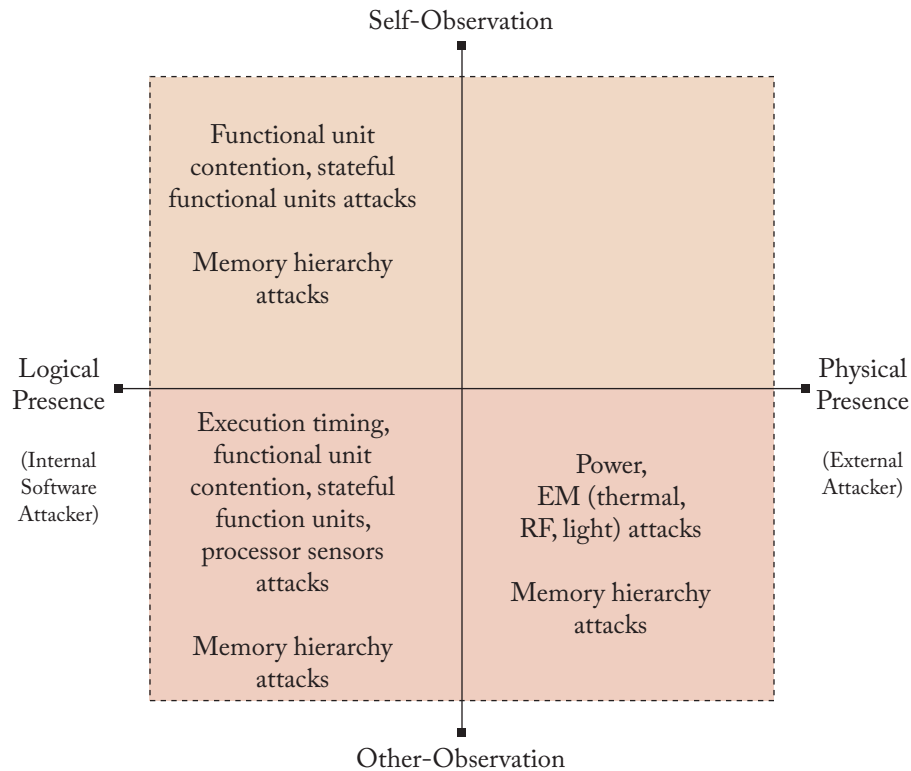 Self-Observation
Functional unit
contention, stateful
functional units attacks
Memory hierarchy
attacks
Logical
Presence
(Internal
Software
Attacker)
Physical
Presence
(External
Attacker)
Execution timing,
functional unit
contention, stateful
function units,
processor sensors
attacks
Memory hierarchy
attacks
Power,
EM (thermal,
RF, light) attacks
Memory hierarchy
attacks
Other-Observation